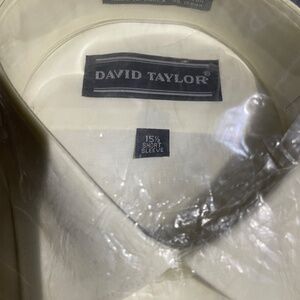 DAVID TAYLOR®
15½
SHORT
SLEEVE